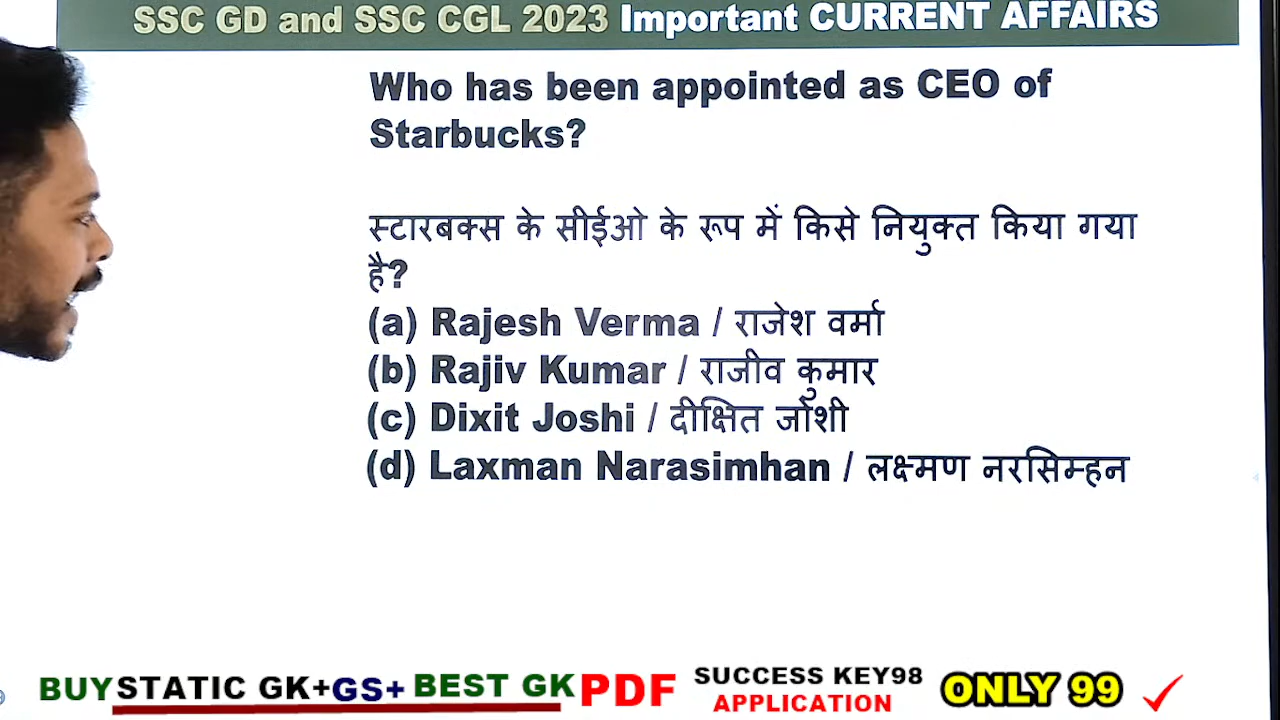 SSC GD and SSC CGL 2023 Important CURRENT AFFAIRS
Who has been appointed as CEO of
Starbucks?
स्टारबक्स के सीईओ के रूप में किसे नियुक्त किया गया
है?
(a) Rajesh Verma / राजेश वर्मा
(b) Rajiv Kumar / राजीव कुमार
(c) Dixit Joshi / दीक्षित जोशी
(d) Laxman Narasimhan / लक्ष्मण नरसिम्हन
BUY STATIC GK+GS+ BEST GK PDF SUCCESS KEY98 APPLICATION ONLY 99